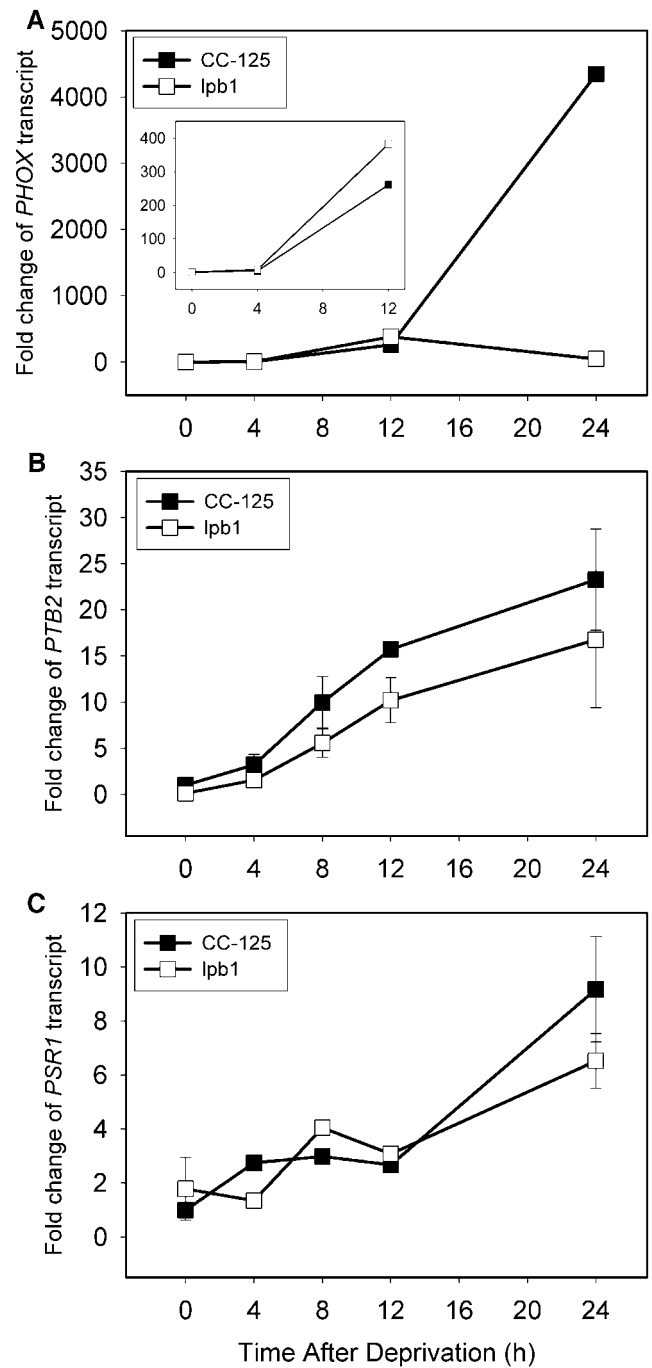 A
Fold change of PHOX transcript
5000
4000
3000
2000
1000
0
CC-125
lpb1
400
300
200
100
0
0 4 8 12
0 4 8 12 16 20 24
B
Fold change of PTB2 transcript
35
30
25
20
15
10
5
0
CC-125
lpb1
0 4 8 12 16 20 24
C
Fold change of PSR1 transcript
12
10
8
6
4
2
0
CC-125
lpb1
0 4 8 12 16 20 24
Time After Deprivation (h)